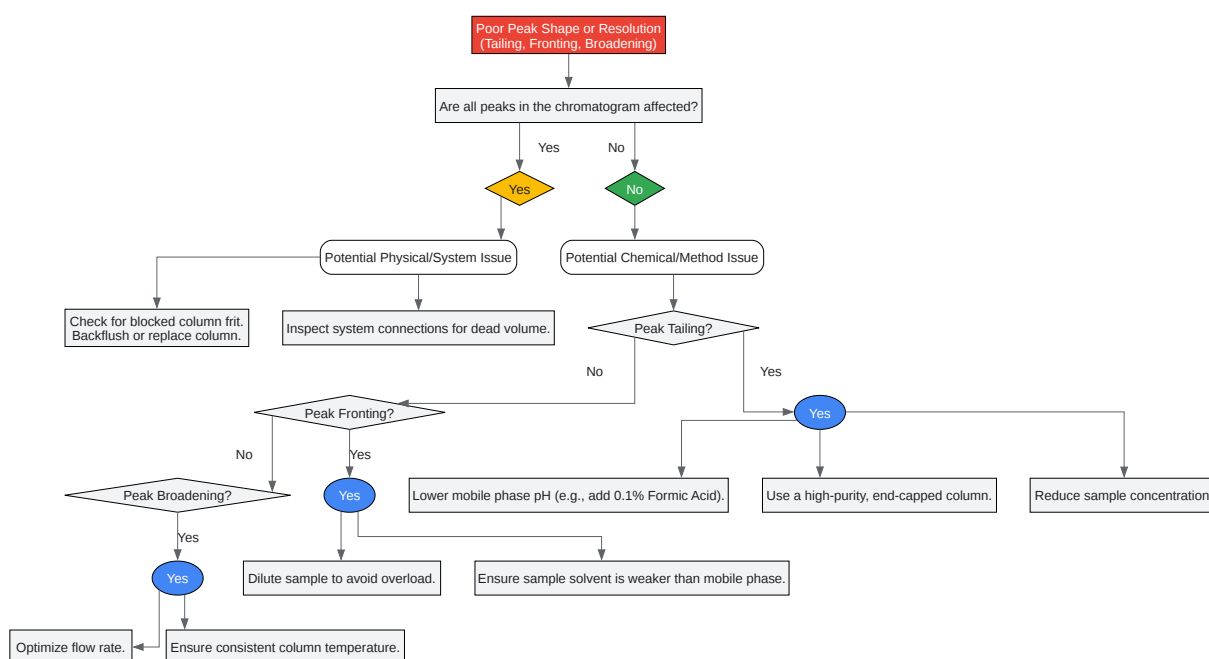 Poor Peak Shape or Resolution
(Tailing, Fronting, Broadening)
Are all peaks in the chromatogram affected?
Yes
No
Yes
No
Potential Physical/System Issue
Potential Chemical/Method Issue
Check for blocked column frit.
Backflush or replace column.
Inspect system connections for dead volume.
Peak Tailing?
No
Yes
Peak Fronting?
Yes
No
Yes
Peak Broadening?
Yes
Lower mobile phase pH (e.g., add 0.1% Formic Acid).
Use a high-purity, end-capped column.
Reduce sample concentration
Yes
Yes
Dilute sample to avoid overload.
Ensure sample solvent is weaker than mobile phase.
Optimize flow rate.
Ensure consistent column temperature.